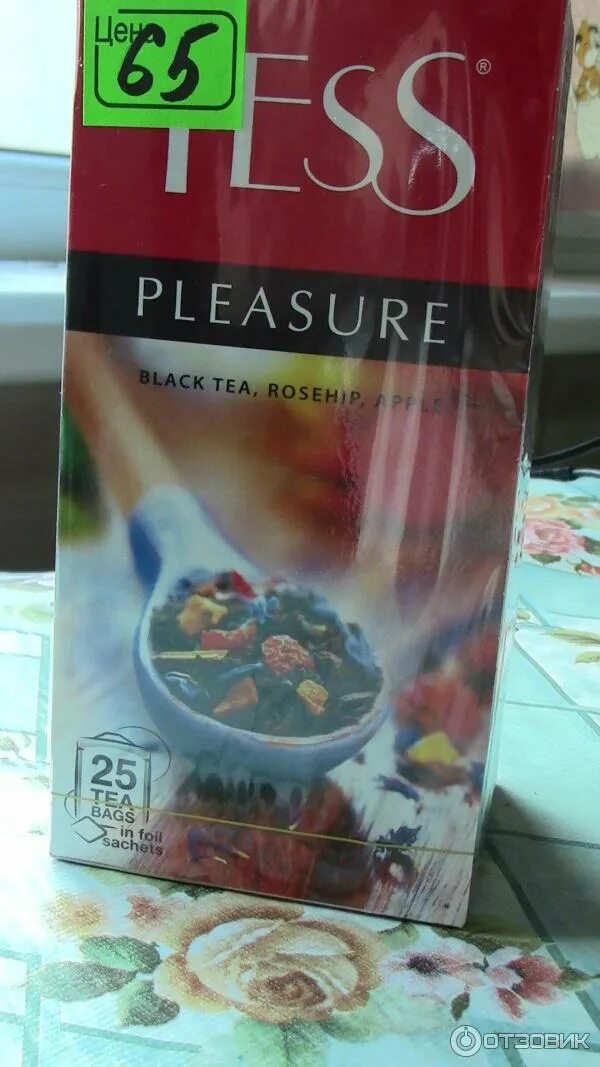 Цена
65
TESS®
PLEASURE
BLACK TEA, ROSEHIP, APPLE
25
TEA
BAGS
in foil
sachets
ОТЗОВИК